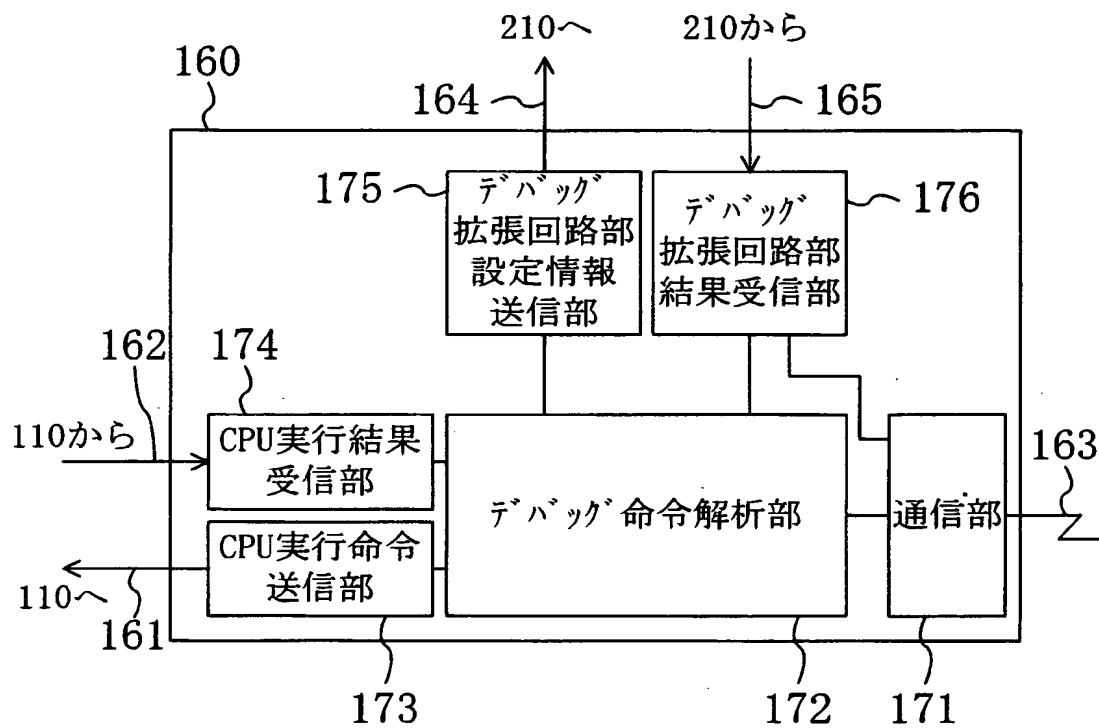 210へ
210から
160
164
165
175
デバッグ
拡張回路部
設定情報
送信部
デバッグ
拡張回路部
結果受信部
176
162
174
110から
CPU実行結果
受信部
デバッグ命令解析部
通信部
163
CPU実行命令
送信部
110へ
161
173
172
171